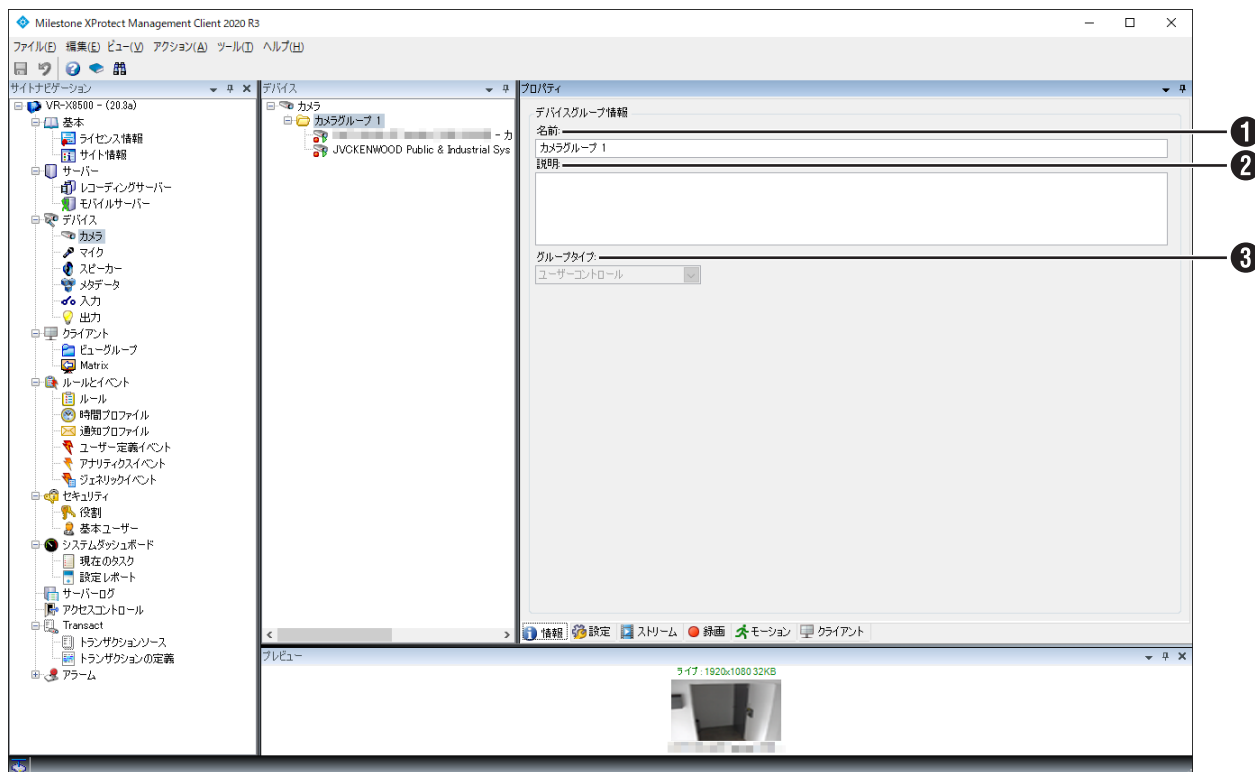 Milestone XProtect Management Client 2020 R3
ファイル(F) 編集(E) ビュー(V) アクション(A) ツール(T) ヘルプ(H)
サイトナビゲーション
VR-X8500 - (20.3a)
基本
ライセンス情報
サイト情報
サーバー
レコーディングサーバー
モバイルサーバー
デバイス
カメラ
マイク
スピーカー
メタデータ
入力
出力
クライアント
ビューグループ
Matrix
ルールとイベント
ルール
時間プロファイル
通知プロファイル
ユーザー定義イベント
アナリティクスイベント
ジェネリックイベント
セキュリティ
役割
基本ユーザー
システムダッシュボード
現在のタスク
設定レポート
サーバーログ
アクセスコントロール
Transact
トランザクションソース
トランザクションの定義
アラーム
デバイス
カメラ
カメラグループ 1
- カ
JVCKENWOOD Public & Industrial Sys
プロパティ
デバイスグループ情報
名前:
❶
カメラグループ 1
説明:
❷
グループタイプ:
❸
ユーザーコントロール
情報 設定 ストリーム 録画 モーション クライアント
プレビュー
ライブ : 1920x1080 32KB